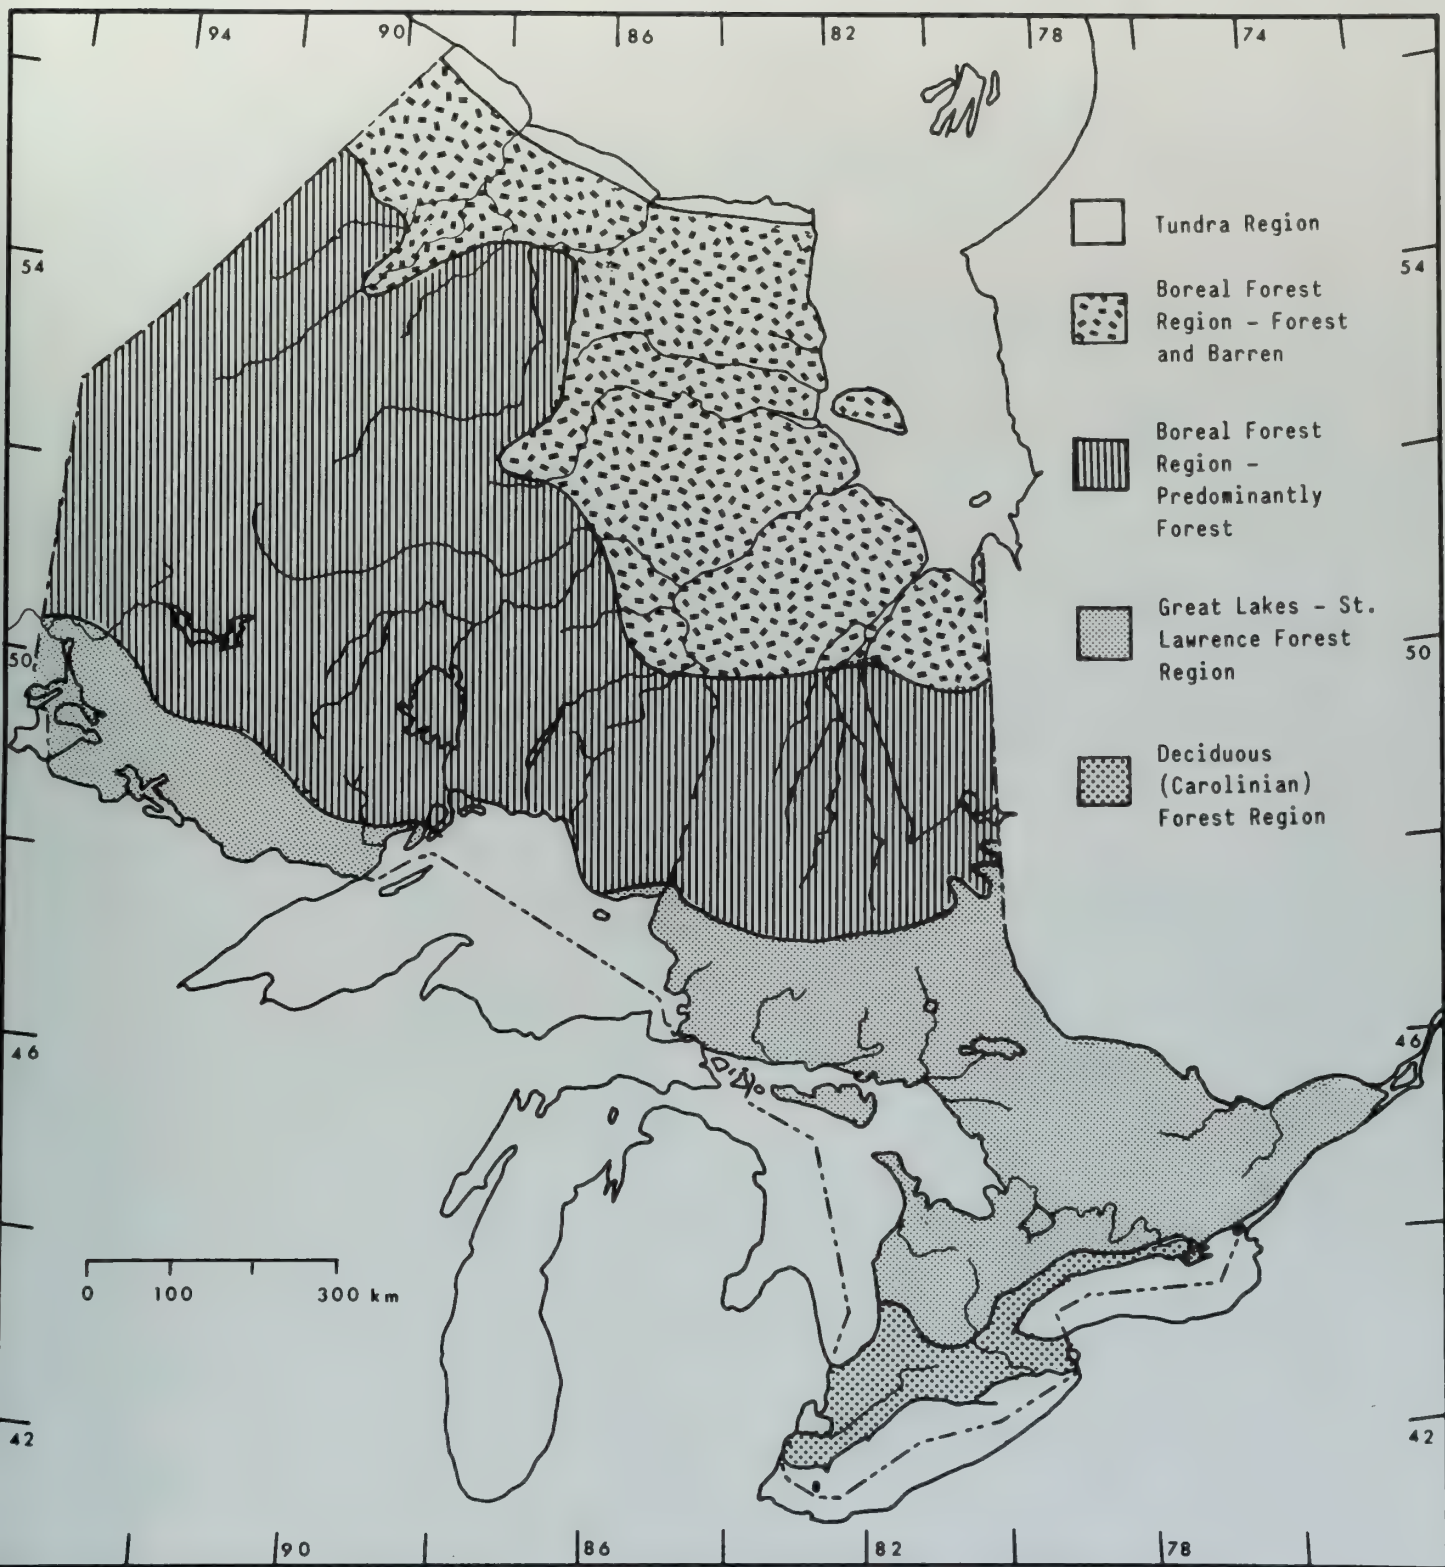 94
90
86
82
78
74
54
54
50
50
46
46
42
42
90
86
82
78
Tundra Region
Boreal Forest
Region – Forest
and Barren
Boreal Forest
Region –
Predominantly
Forest
Great Lakes – St.
Lawrence Forest
Region
Deciduous
(Carolinian)
Forest Region
0 100 300 km